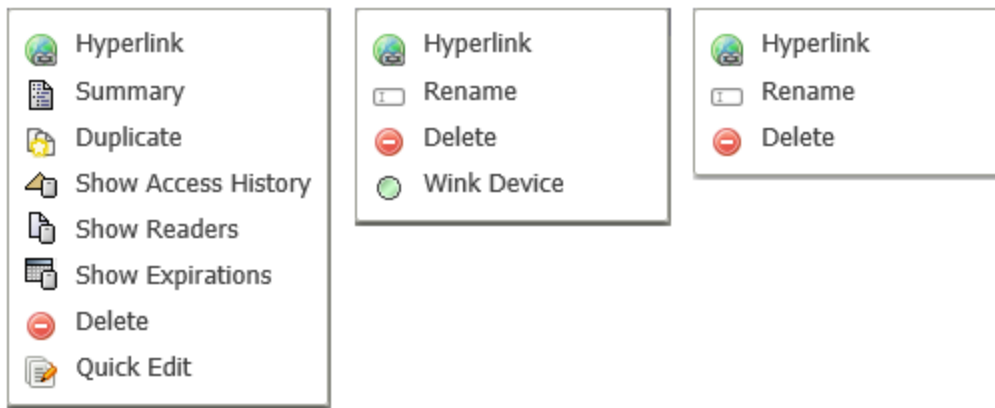 Hyperlink
Summary
Duplicate
Show Access History
Show Readers
Show Expirations
Delete
Quick Edit
Hyperlink
Rename
Delete
Wink Device
Hyperlink
Rename
Delete